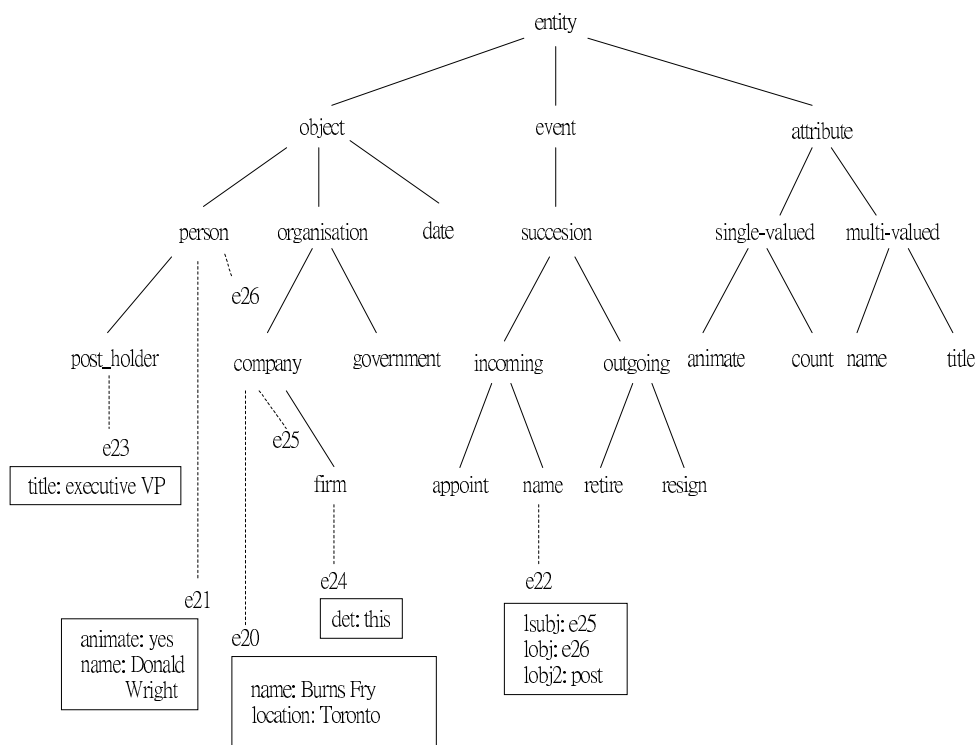 entity
object event attribute
person organisation date succesion single-valued multi-valued
e26
post_holder company government incoming outgoing animate count name title
e23 e25
title: executive VP firm appoint name retire resign
e24 e22
e21 det: this lsubj: e25
animate: yes e20 lobj: e26
name: Donald lobj2: post
Wright name: Burns Fry
location: Toronto